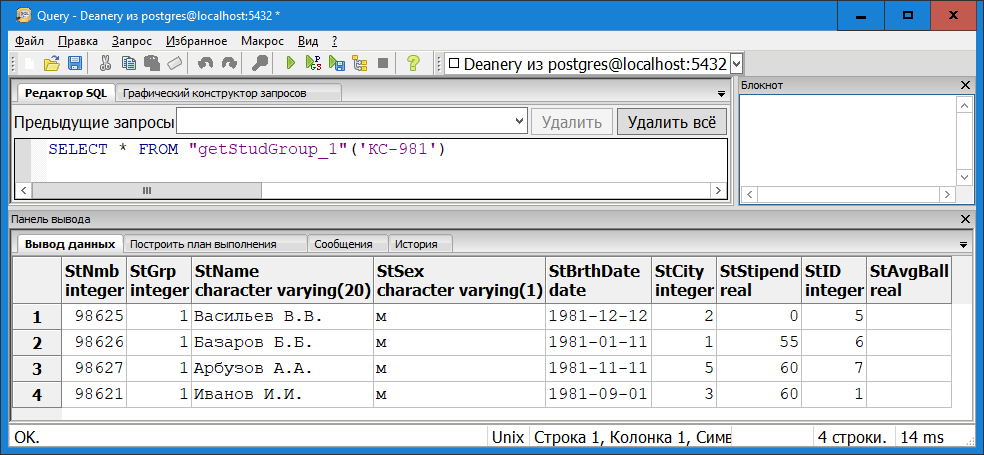 Query - Deanery из postgres@localhost:5432 *
Файл Правка Запрос Избранное Макрос Вид ?
Deanery из postgres@localhost:5432
Редактор SQL Графический конструктор запросов
Блокнот
Предыдущие запросы Удалить Удалить всё
SELECT * FROM "getStudGroup_1"('КС-981')
Панель вывода
Вывод данных Построить план выполнения Сообщения История
StNmb StGrp StName StSex StBrthDate StCity StStipend StID StAvgBall
integer integer character varying(20) character varying(1) date integer real integer real
1 98625 1 Васильев В.В. м 1981-12-12 2 0 5
2 98626 1 Базаров Б.Б. м 1981-01-11 1 55 6
3 98627 1 Арбузов А.А. м 1981-11-11 5 60 7
4 98621 1 Иванов И.И. м 1981-09-01 3 60 1
OK. Unix Строка 1, Колонка 1, Симв 4 строки. 14 ms